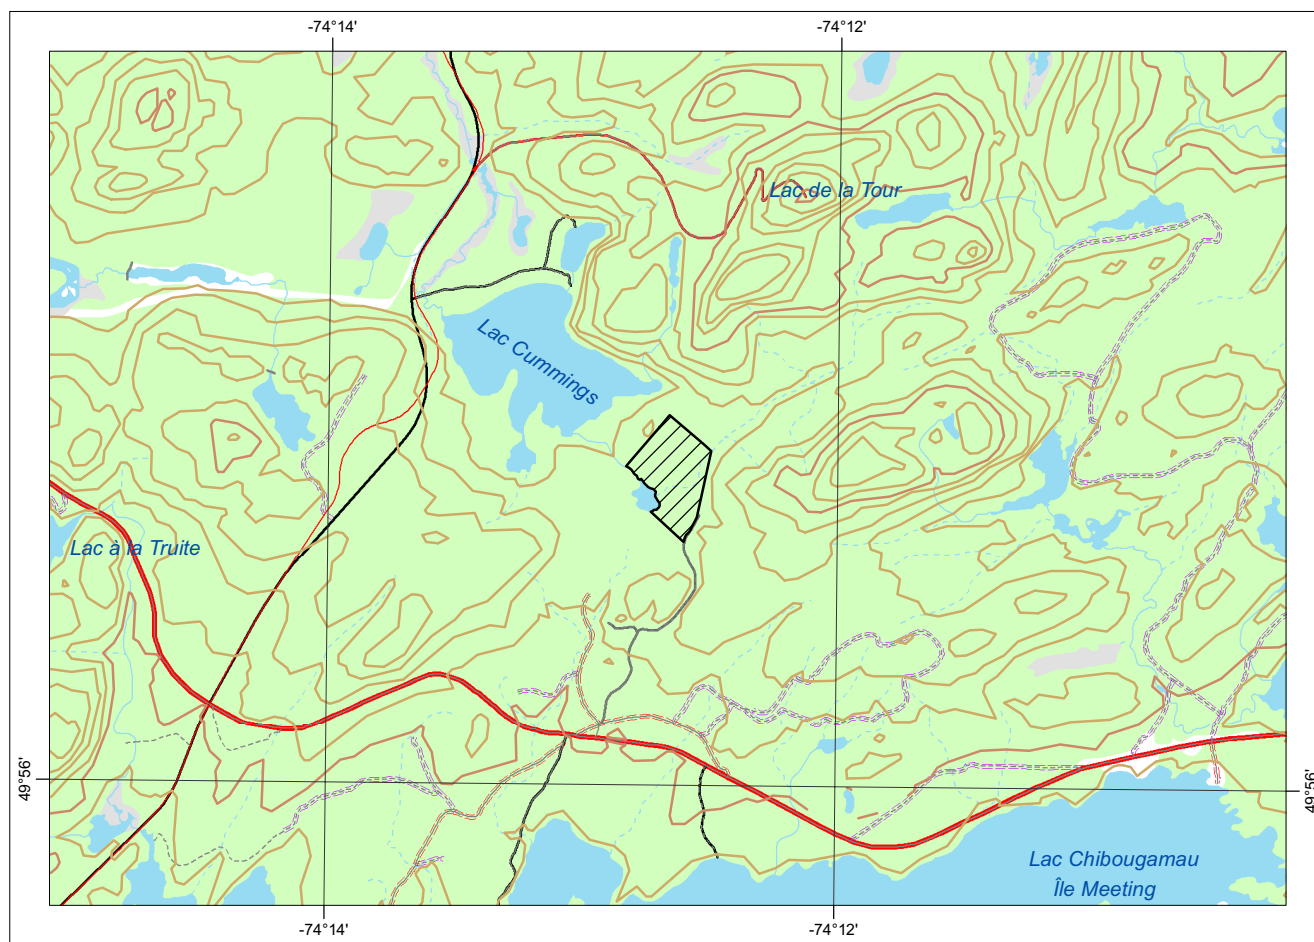 -74°14'
-74°12'
Lac de la Tour
Lac Cummings
Lac à la Truite
49°56'
49°56'
Lac Chibougamau
Île Meeting
-74°14'
-74°12'